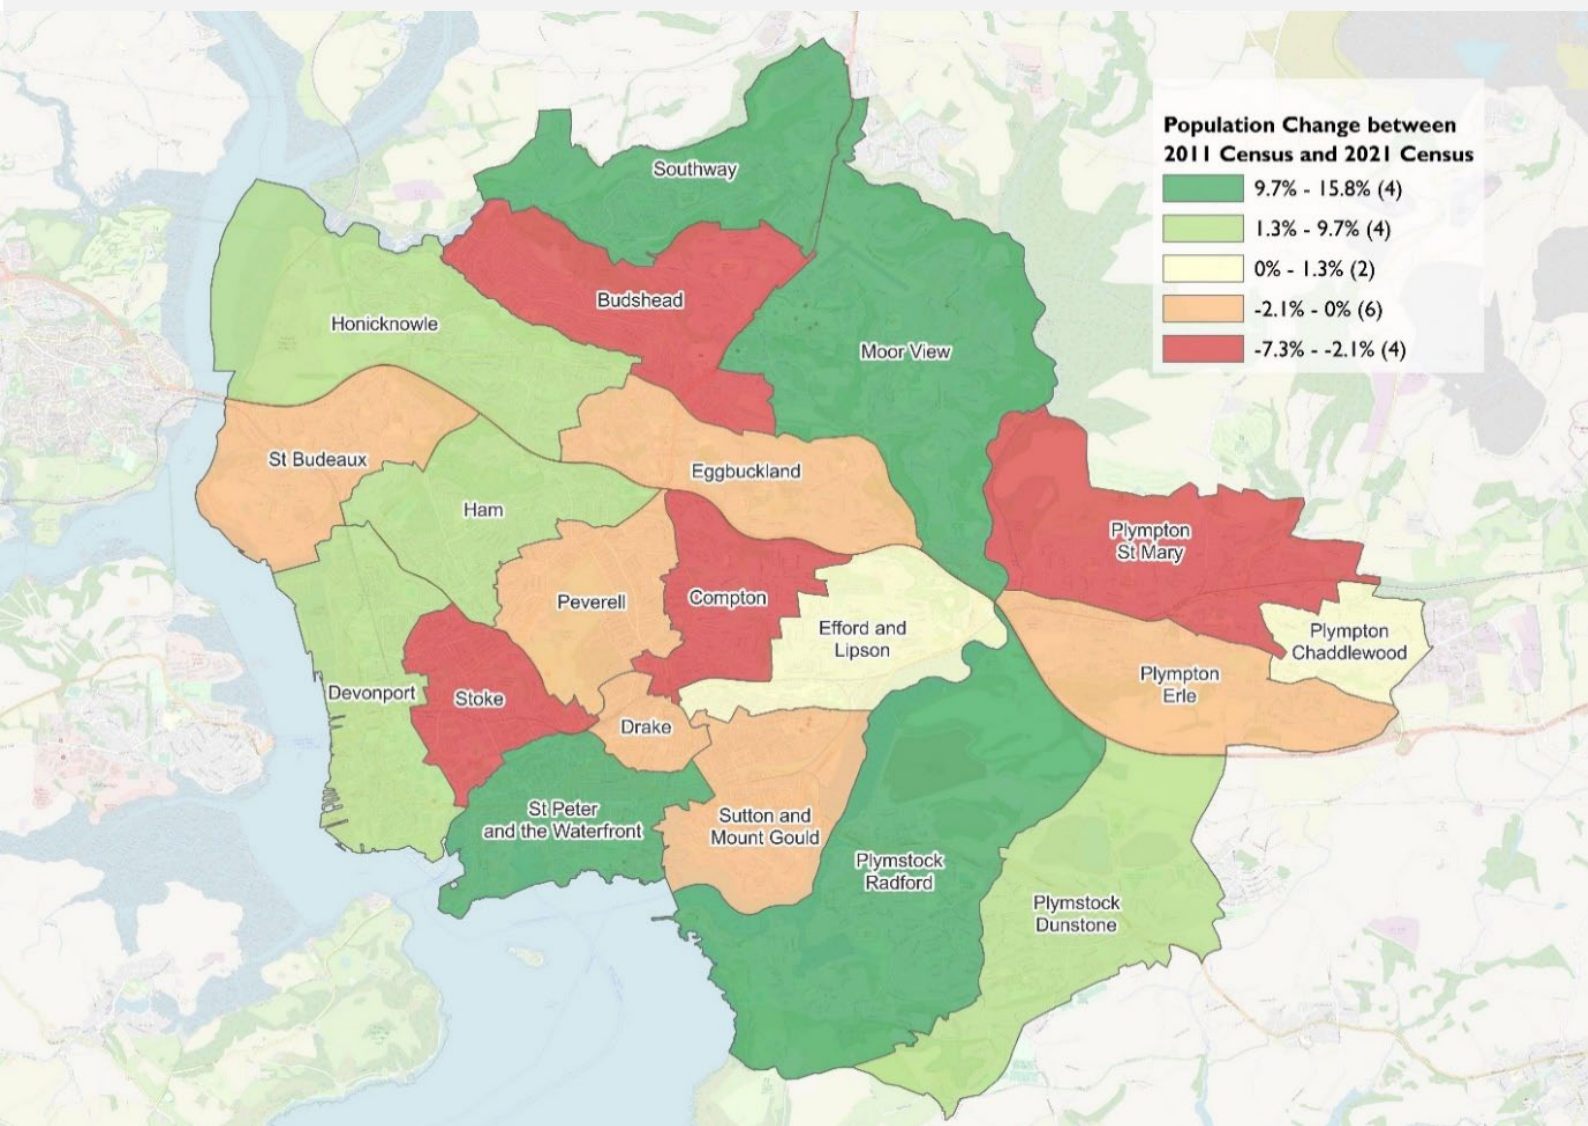 Population Change between
2011 Census and 2021 Census
9.7% - 15.8% (4)
1.3% - 9.7% (4)
0% - 1.3% (2)
-2.1% - 0% (6)
-7.3% - -2.1% (4)
Southway
Budshead
Honicknowle
Moor View
St Budeaux
Eggbuckland
Ham
Plympton
St Mary
Peverell
Compton
Efford and
Lipson
Plympton
Chaddlewood
Plympton
Erle
Devonport
Stoke
Drake
St Peter
and the Waterfront
Sutton and
Mount Gould
Plymstock
Radford
Plymstock
Dunstone